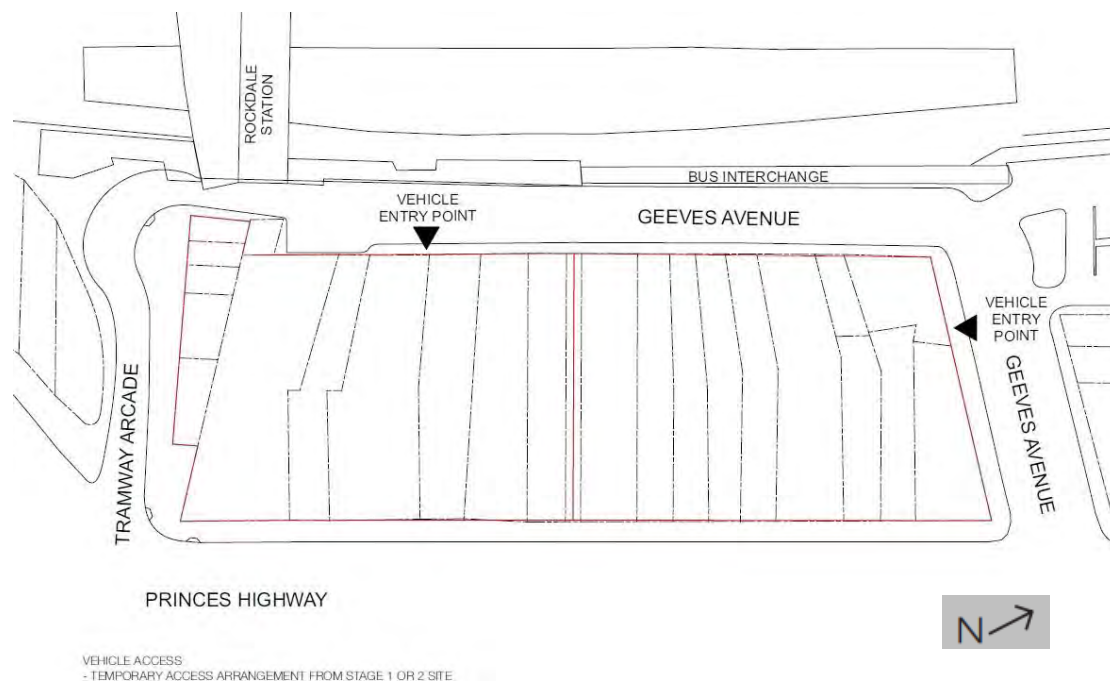 ROCKDALE
STATION
BUS INTERCHANGE
VEHICLE
ENTRY POINT
GEEVES AVENUE
VEHICLE
ENTRY
POINT
GEEVES AVENUE
TRAMWAY ARCADE
PRINCES HIGHWAY
N
VEHICLE ACCESS
- TEMPORARY ACCESS ARRANGEMENT FROM STAGE 1 OR 2 SITE